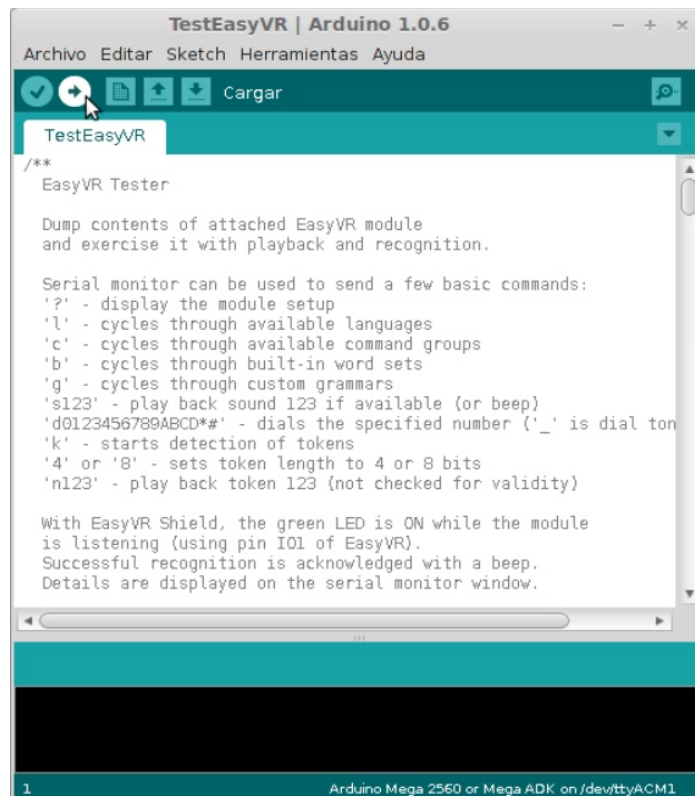 TestEasyVR | Arduino 1.0.6
Archivo Editar Sketch Herramientas Ayuda
Cargar
TestEasyVR
/**
EasyVR Tester
Dump contents of attached EasyVR module
and exercise it with playback and recognition.
Serial monitor can be used to send a few basic commands:
'?' - display the module setup
'l' - cycles through available languages
'c' - cycles through available command groups
'b' - cycles through built-in word sets
'g' - cycles through custom grammars
's123' - play back sound 123 if available (or beep)
'd0123456789ABCD*#' - dials the specified number ('_' is dial ton
'k' - starts detection of tokens
'4' or '8' - sets token length to 4 or 8 bits
'n123' - play back token 123 (not checked for validity)
With EasyVR Shield, the green LED is ON while the module
is listening (using pin IO1 of EasyVR).
Successful recognition is acknowledged with a beep.
Details are displayed on the serial monitor window.
1 Arduino Mega 2560 or Mega ADK on /dev/ttyACM1